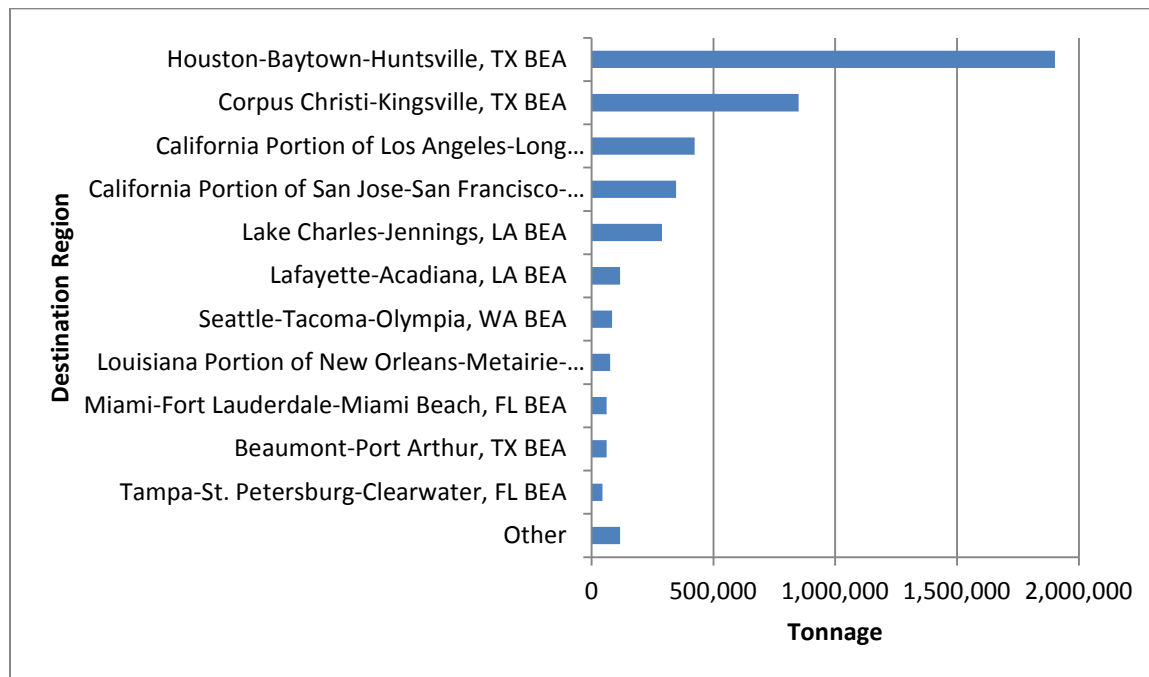 Destination Region
Houston-Baytown-Huntsville, TX BEA
Corpus Christi-Kingsville, TX BEA
California Portion of Los Angeles-Long...
California Portion of San Jose-San Francisco-...
Lake Charles-Jennings, LA BEA
Lafayette-Acadiana, LA BEA
Seattle-Tacoma-Olympia, WA BEA
Louisiana Portion of New Orleans-Metairie-...
Miami-Fort Lauderdale-Miami Beach, FL BEA
Beaumont-Port Arthur, TX BEA
Tampa-St. Petersburg-Clearwater, FL BEA
Other
0 500,000 1,000,000 1,500,000 2,000,000
Tonnage